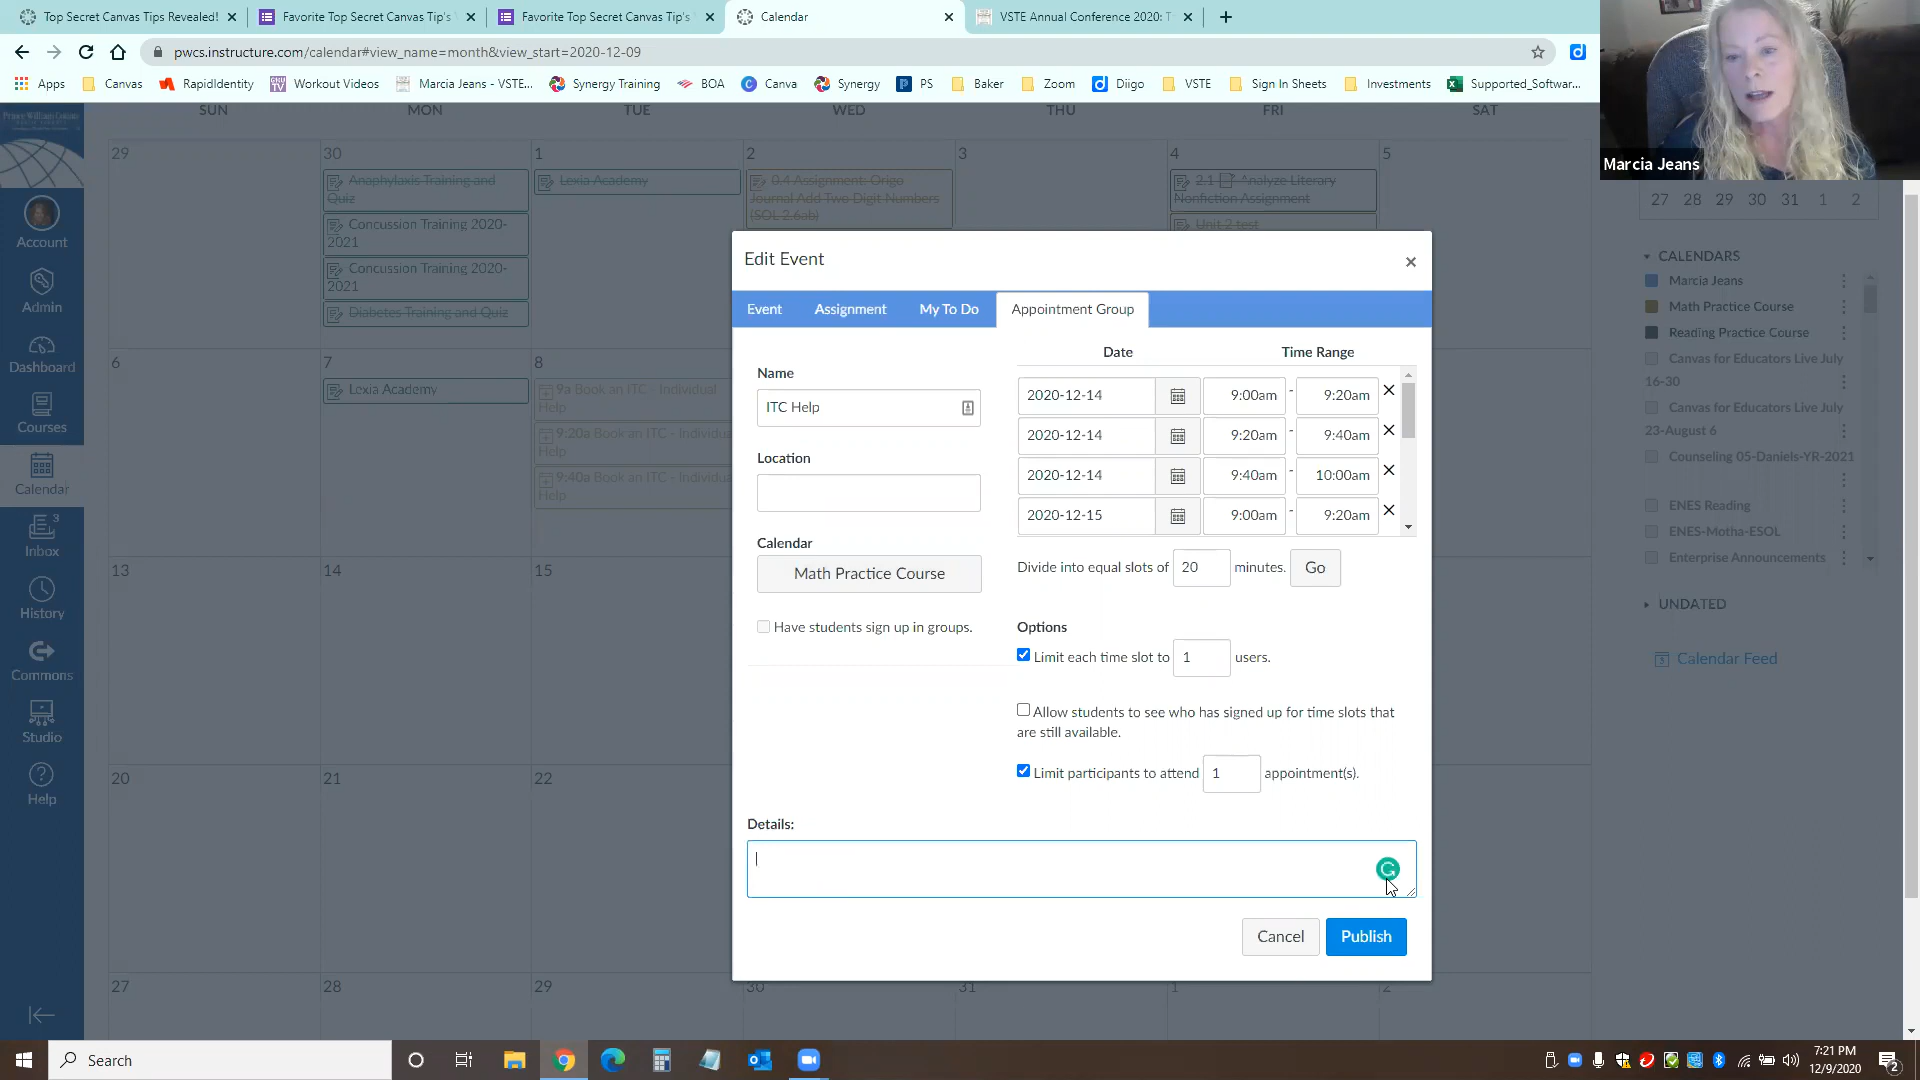 Top Secret Canvas Tips Revealed!
Favorite Top Secret Canvas Tip's
Favorite Top Secret Canvas Tip's
Calendar
VSTE Annual Conference 2020: T
pwcs.instructure.com/calendar#view_name=month&view_start=2020-12-09
Apps
Canvas
RapidIdentity
Workout Videos
Marcia Jeans - VSTE...
Synergy Training
BOA
Canva
Synergy
PS
Baker
Zoom
Diigo
VSTE
Sign In Sheets
Investments
Supported_Softwar...
Marcia Jeans
Prince William County
Account
Admin
Dashboard
Courses
Calendar
3
Inbox
History
Commons
Studio
Help
SUN MON TUE WED THU FRI SAT
29 30 1 2 3 4 5
Anaphylaxis Training and Quiz
Concussion Training 2020-
2021
Concussion Training 2020-
2021
Diabetes Training and Quiz
Lexia Academy
0.4 Assignment: Origo
Journal Add Two Digit Numbers
(SOL 2.6ab)
2.1 Analyze Literary
Nonfiction Assignment
Unit 2 test
6 7 8
Lexia Academy
9a Book an ITC - Individual
Help
9:20a Book an ITC - Individua
Help
9:40a Book an ITC - Individua
Help
13 14 15
20 21 22
27 28 29 30 31 1 2
Edit Event
×
Event
Assignment
My To Do
Appointment Group
Name
ITC Help
Location
Calendar
Math Practice Course
Have students sign up in groups.
Date Time Range
2020-12-14 9:00am - 9:20am
2020-12-14 9:20am - 9:40am
2020-12-14 9:40am - 10:00am
2020-12-15 9:00am - 9:20am
Divide into equal slots of 20 minutes. Go
Options
Limit each time slot to 1 users.
Allow students to see who has signed up for time slots that
are still available.
Limit participants to attend 1 appointment(s).
Details:
Cancel
Publish
27 28 29 30 31 1 2
CALENDARS
Marcia Jeans
Math Practice Course
Reading Practice Course
Canvas for Educators Live July
16-30
Canvas for Educators Live July
23-August 6
Counseling 05-Daniels-YR-2021
ENES Reading
ENES-Motha-ESOL
Enterprise Announcements
UNDATED
Calendar Feed
Search
7:21 PM
12/9/2020
2